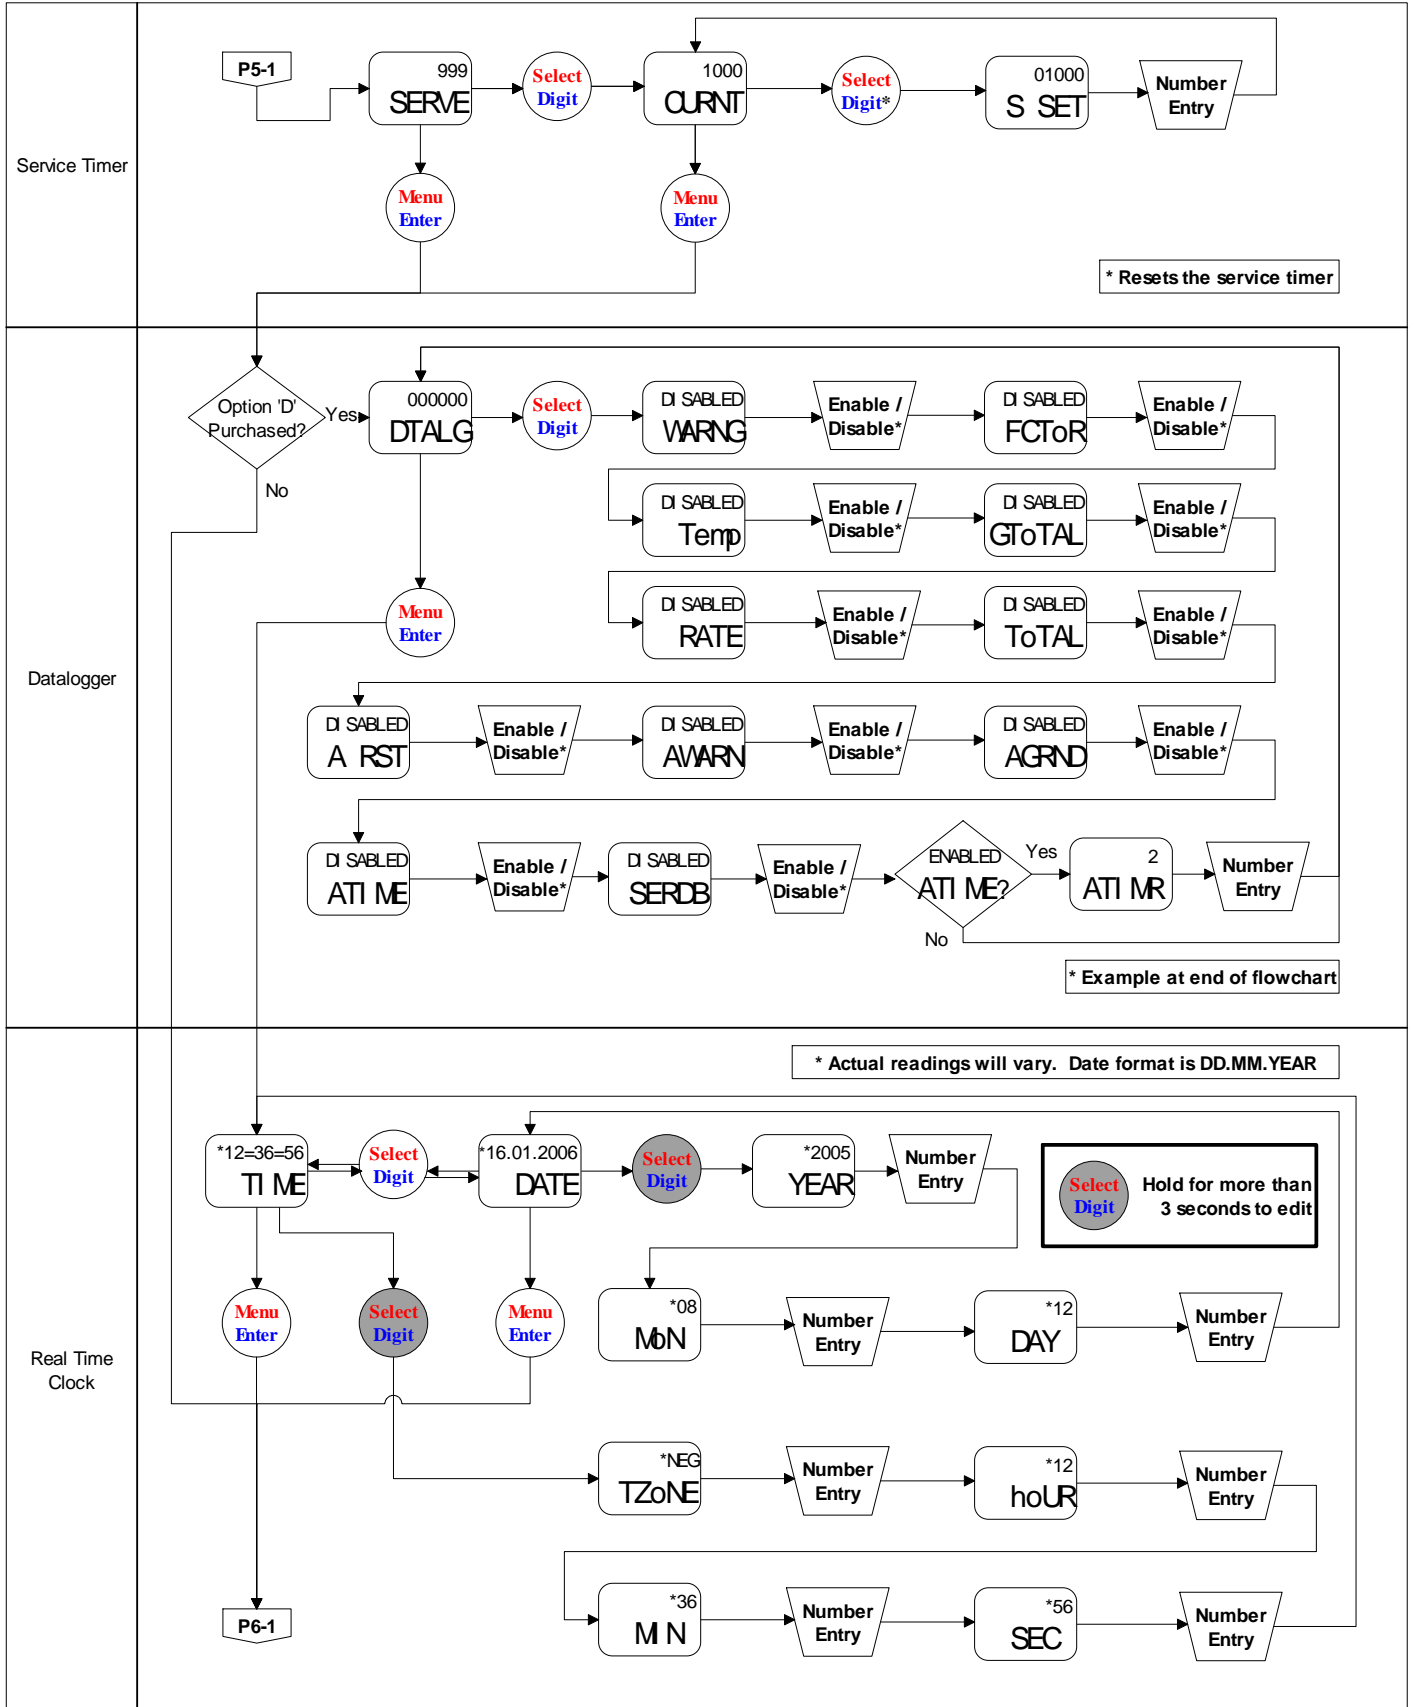 Service Timer
P5-1
999
SERVE
Select
Digit
1000
CURNT
Select
Digit*
01000
S SET
Number
Entry
Menu
Enter
Menu
Enter
* Resets the service timer
Datalogger
Option 'D'
Purchased?
Yes
No
000000
DTALG
Select
Digit
DISABLED
WARNG
Enable /
Disable*
DISABLED
FCToR
Enable /
Disable*
DISABLED
Temp
Enable /
Disable*
DISABLED
GToTAL
Enable /
Disable*
Menu
Enter
DISABLED
RATE
Enable /
Disable*
DISABLED
ToTAL
Enable /
Disable*
DISABLED
A RST
Enable /
Disable*
DISABLED
AWARN
Enable /
Disable*
DISABLED
AGRND
Enable /
Disable*
DISABLED
ATIME
Enable /
Disable*
DISABLED
SERDB
Enable /
Disable*
ENABLED
ATIME?
Yes
No
2
ATIMR
Number
Entry
* Example at end of flowchart
Real Time
Clock
* Actual readings will vary. Date format is DD.MM.YEAR
*12=36=56
TIME
Select
Digit
*16.01.2006
DATE
Select
Digit
*2005
YEAR
Number
Entry
Select
Digit
Hold for more than
3 seconds to edit
Menu
Enter
Select
Digit
Menu
Enter
*08
MoN
Number
Entry
*12
DAY
Number
Entry
*NEG
TZoNE
Number
Entry
*12
hoUR
Number
Entry
*36
MIN
Number
Entry
*56
SEC
Number
Entry
P6-1